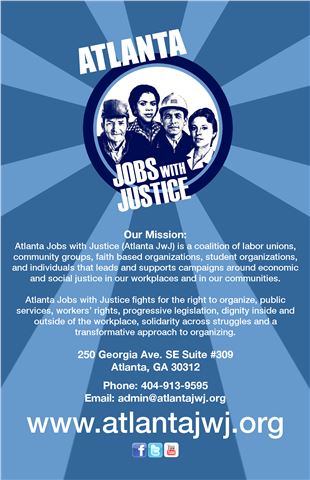 ATLANTA
JOBS WITH
JUSTICE
Our Mission:
Atlanta Jobs with Justice (Atlanta JwJ) is a coalition of labor unions,
community groups, faith based organizations, student organizations,
and individuals that leads and supports campaigns around economic
and social justice in our workplaces and in our communities.
Atlanta Jobs with Justice fights for the right to organize, public
services, workers' rights, progressive legislation, dignity inside and
outside of the workplace, solidarity across struggles and a
transformative approach to organizing.
250 Georgia Ave. SE Suite #309
Atlanta, GA 30312
Phone: 404-913-9595
Email: admin@atlantajwj.org
www.atlantajwj.org